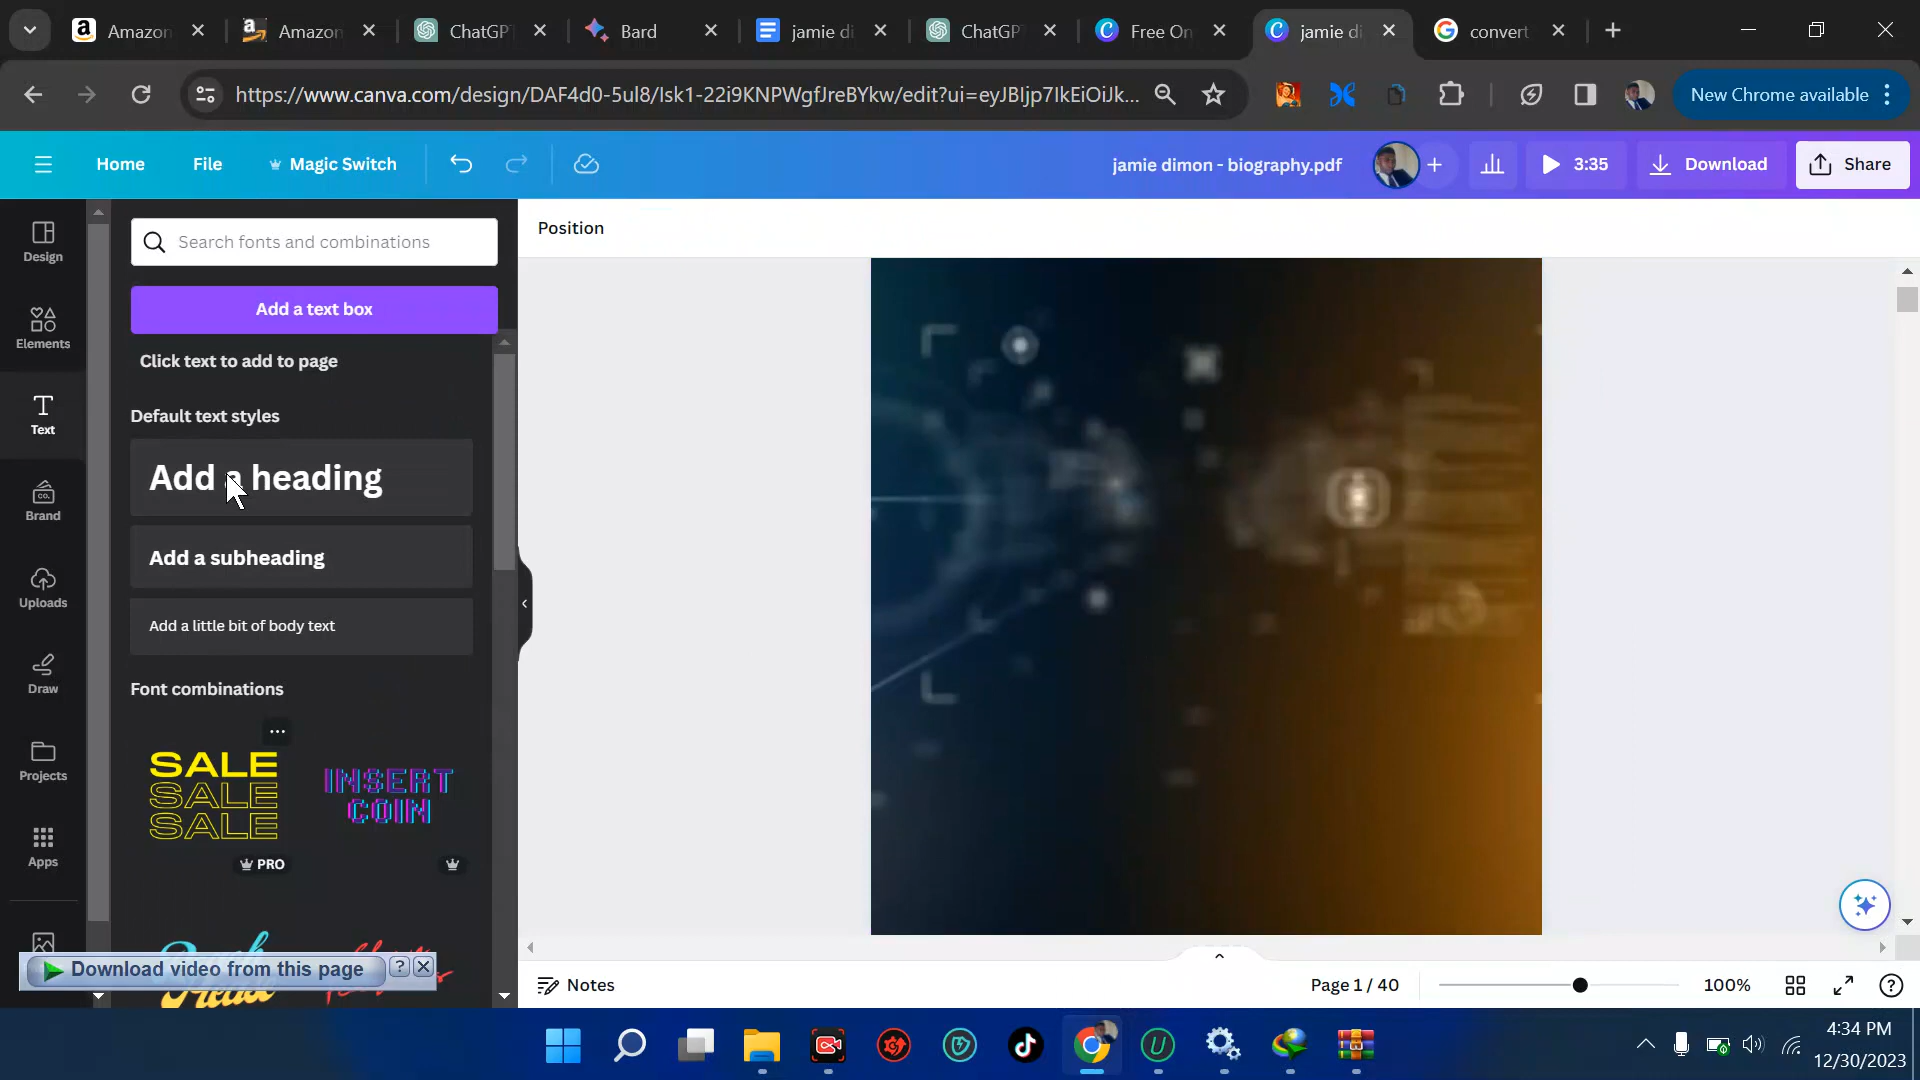 Amazon
Amazon
ChatGP
Bard
jamie di
ChatGP
Free On
jamie di
convert
https://www.canva.com/design/DAF4d0-5ul8/Isk1-22i9KNPWgfJreBYkw/edit?ui=eyJBIjp7IkEiOiJk...
New Chrome available
Home
File
Magic Switch
jamie dimon - biography.pdf
3:35
Download
Share
Design
Elements
Text
Brand
CO.
Uploads
Draw
Projects
Apps
Search fonts and combinations
Add a text box
Click text to add to page
Default text styles
Add a heading
Add a subheading
Add a little bit of body text
Font combinations
SALE
SALE
SALE
PRO
INSERT
COIN
Position
Download video from this page
?
Notes
Page 1 / 40
100%
4:34 PM
12/30/2023